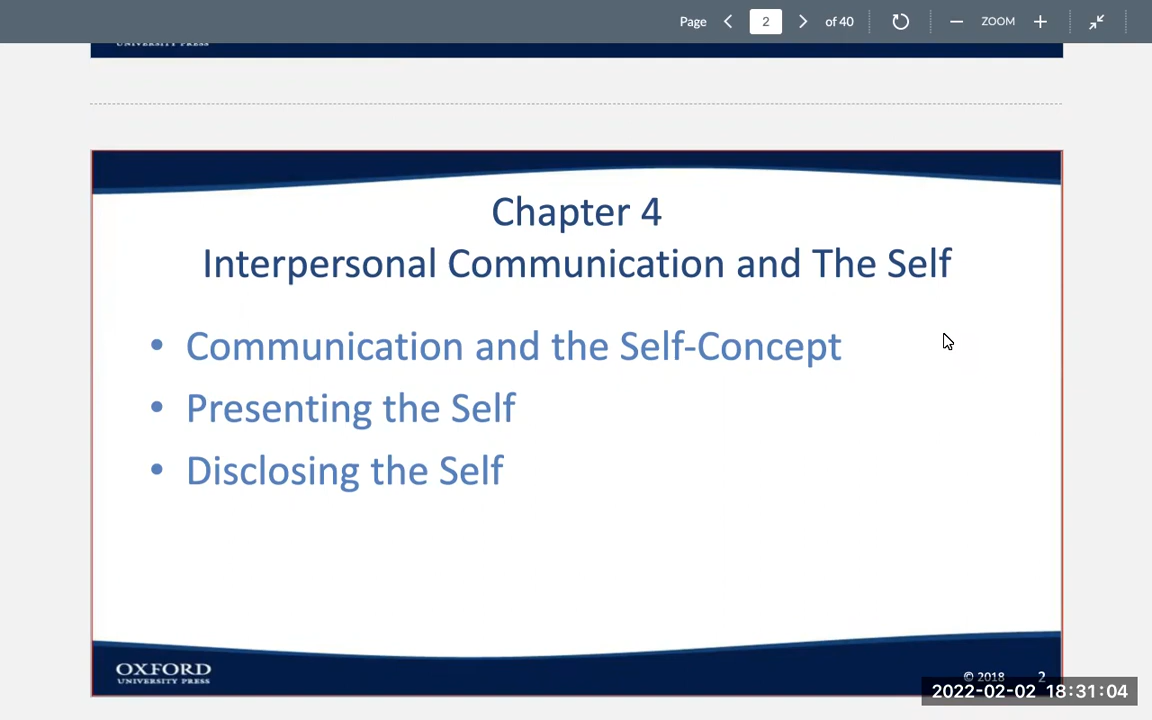 Page 2 of 40 ZOOM
UNIVERSITY PRESS
Chapter 4
Interpersonal Communication and The Self
• Communication and the Self-Concept
• Presenting the Self
• Disclosing the Self
OXFORD
UNIVERSITY PRESS
© 2018 2
2022-02-02 18:31:04